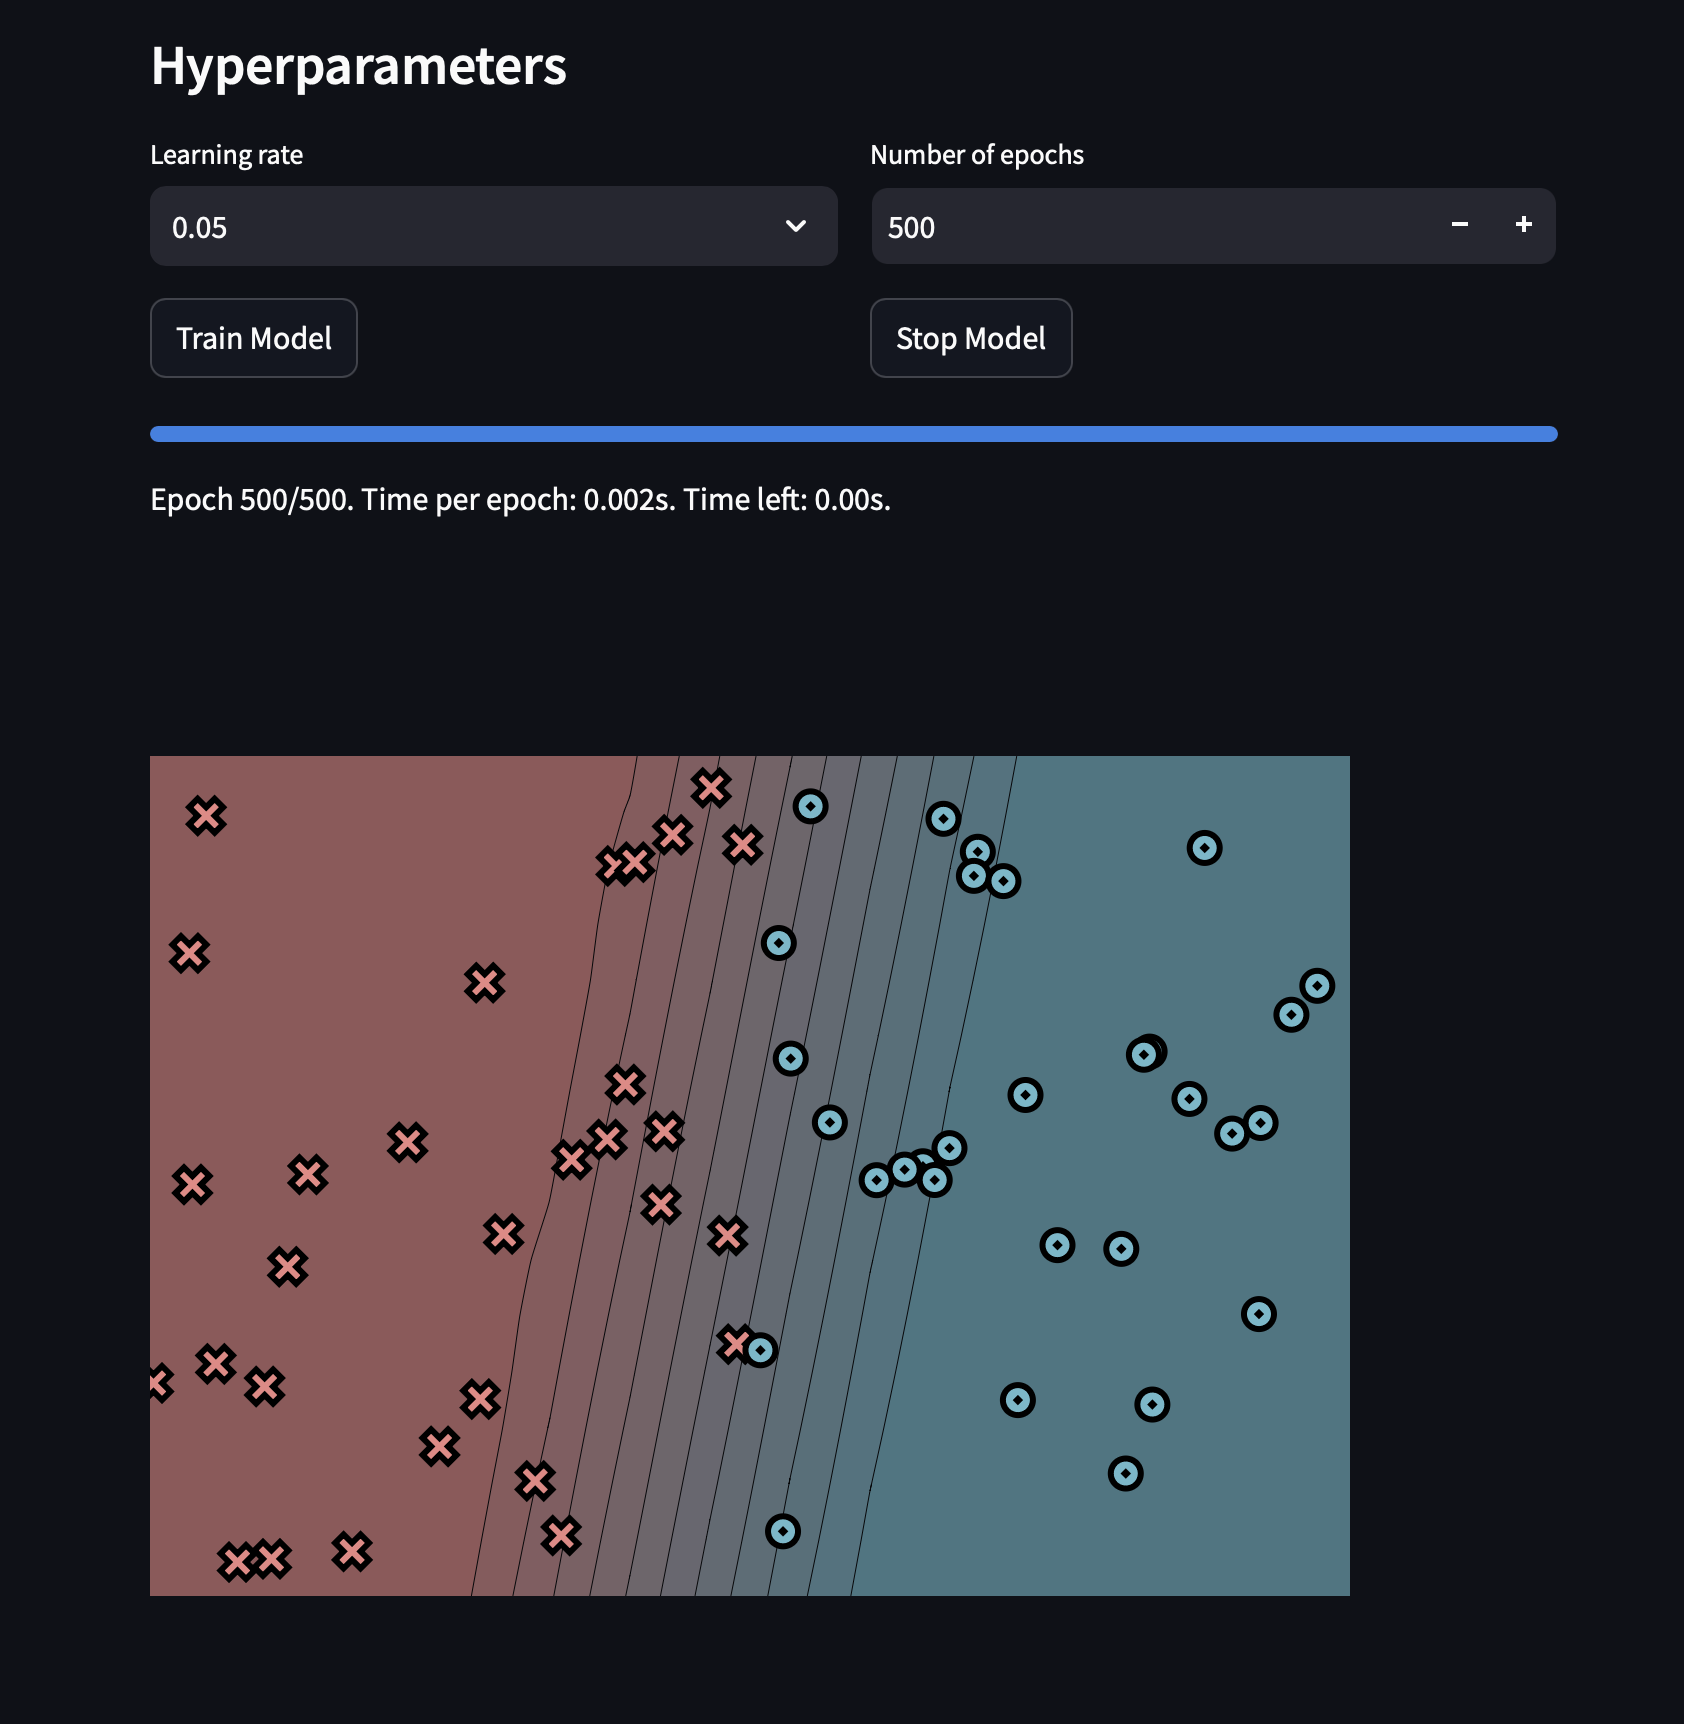 Hyperparameters
Learning rate
Number of epochs
0.05
500
Train Model
Stop Model
Epoch 500/500. Time per epoch: 0.002s. Time left: 0.00s.